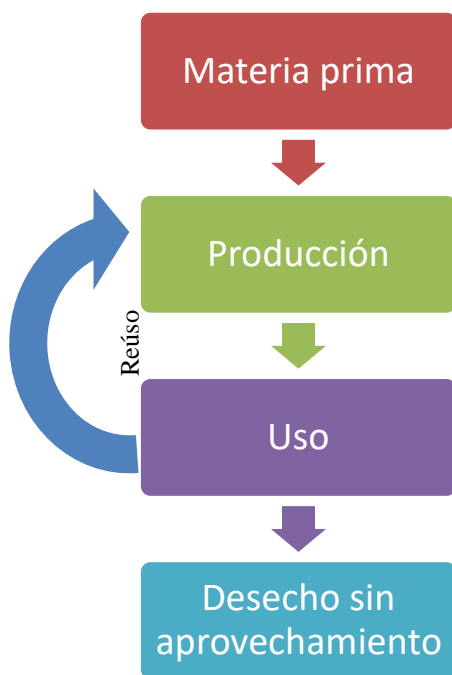 Materia prima
Producción
Reúso
Uso
Desecho sin
aprovechamiento